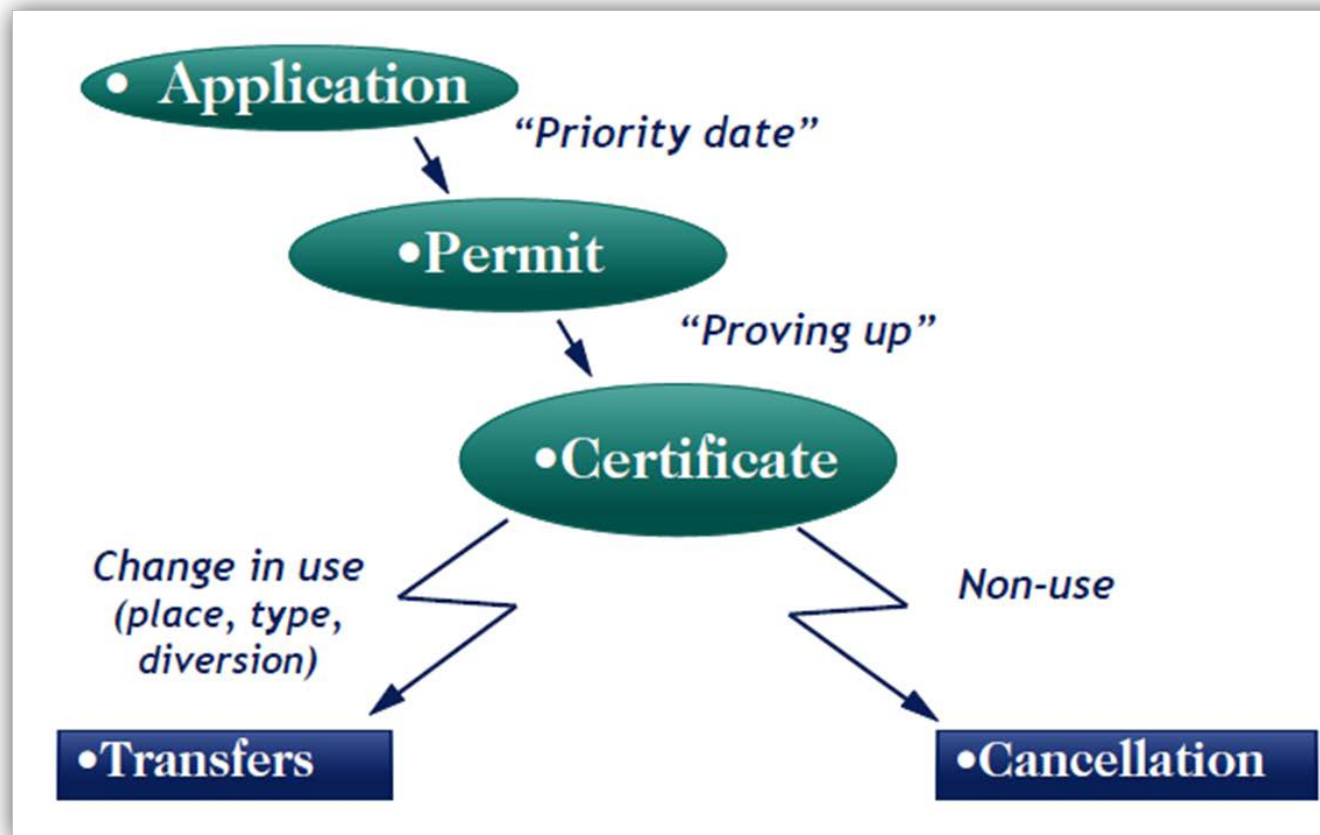 • Application
“Priority date”
•Permit
“Proving up”
•Certificate
Change in use
(place, type,
diversion)
Non-use
•Transfers
•Cancellation